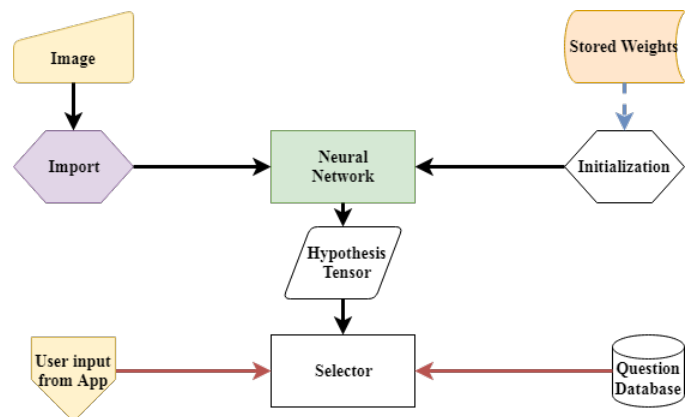 Image
Stored Weights
Import
Neural
Network
Initialization
Hypothesis
Tensor
User input
from App
Selector
Question
Database